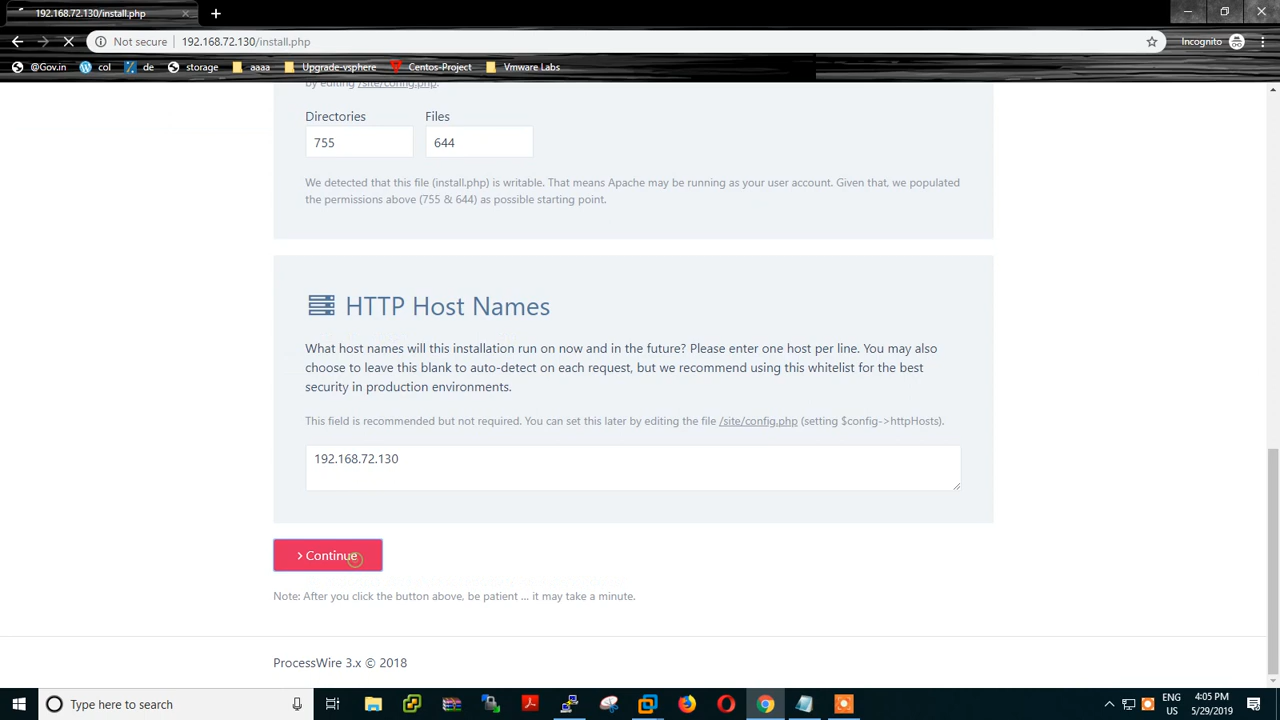 192.168.72.130/install.php
Not secure
192.168.72.130/install.php
Incognito
@Gov.in
col
de
storage
aaaa
Upgrade-vsphere
Centos-Project
Vmware Labs
by editing /site/config.php.
Directories
Files
755
644
We detected that this file (install.php) is writable. That means Apache may be running as your user account. Given that, we populated
the permissions above (755 & 644) as possible starting point.
HTTP Host Names
What host names will this installation run on now and in the future? Please enter one host per line. You may also
choose to leave this blank to auto-detect on each request, but we recommend using this whitelist for the best
security in production environments.
This field is recommended but not required. You can set this later by editing the file /site/config.php (setting $config->httpHosts).
192.168.72.130
Continue
Note: After you click the button above, be patient ... it may take a minute.
ProcessWire 3.x © 2018
Type here to search
ENG
US
4:05 PM
5/29/2019